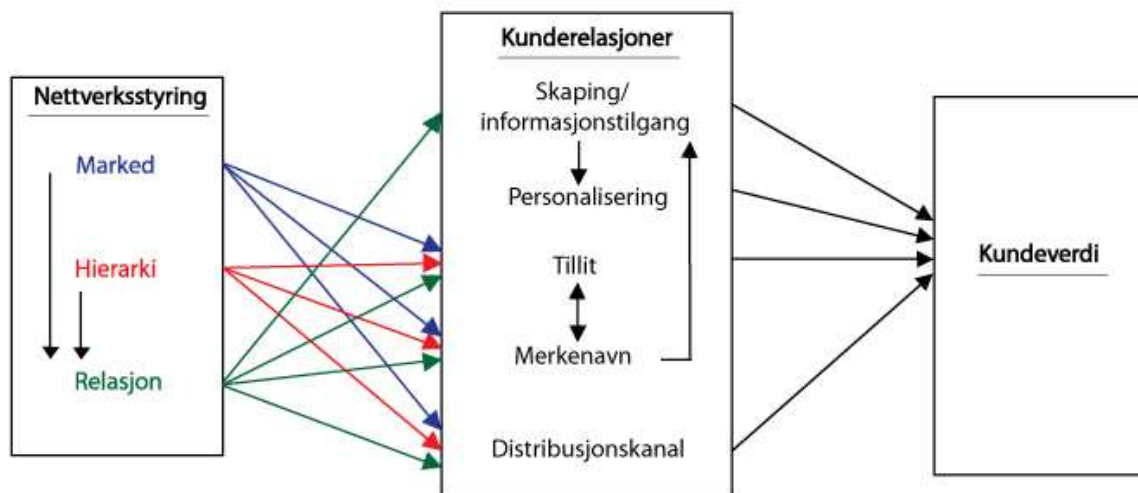 Nettverksstyring
Marked
Hierarki
Relasjon
Kunderelasjoner
Skaping/
informasjonstilgang
Personalisering
Tillit
Merkenavn
Distribusjonskanal
Kundeverdi